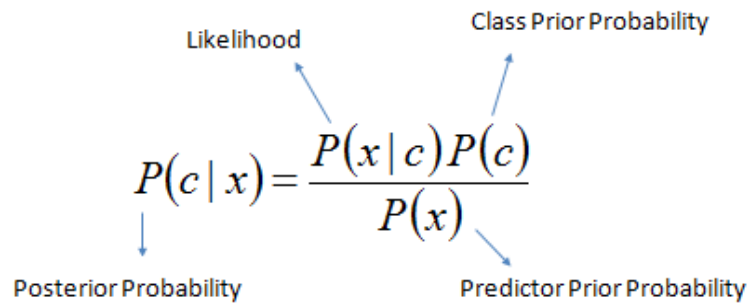 Class Prior Probability
Likelihood
P(c | x) = P(x | c)P(c) / P(x)
Posterior Probability
Predictor Prior Probability